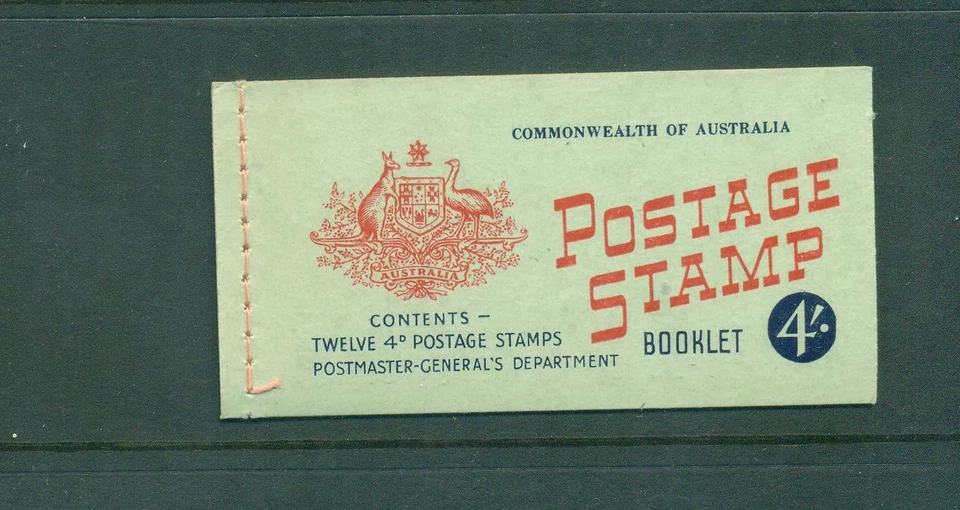 COMMONWEALTH OF AUSTRALIA
POSTAGE
STAMP
BOOKLET
4/-
AUSTRALIA
CONTENTS —
TWELVE 4ᴰ POSTAGE STAMPS
POSTMASTER-GENERAL'S DEPARTMENT